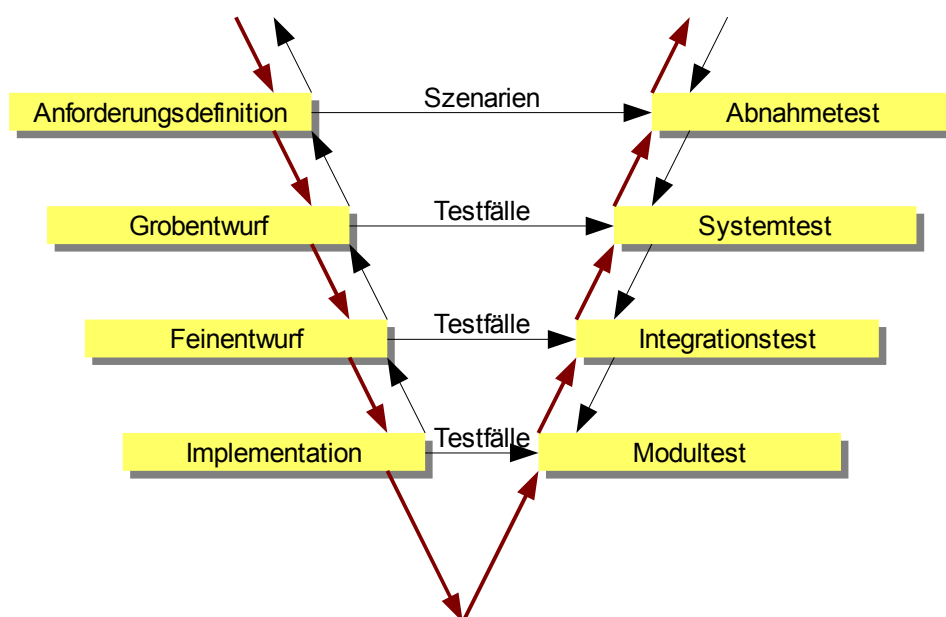 Anforderungsdefinition
Szenarien
Abnahmetest
Grobentwurf
Testfälle
Systemtest
Feinentwurf
Testfälle
Integrationstest
Implementation
Testfälle
Modultest